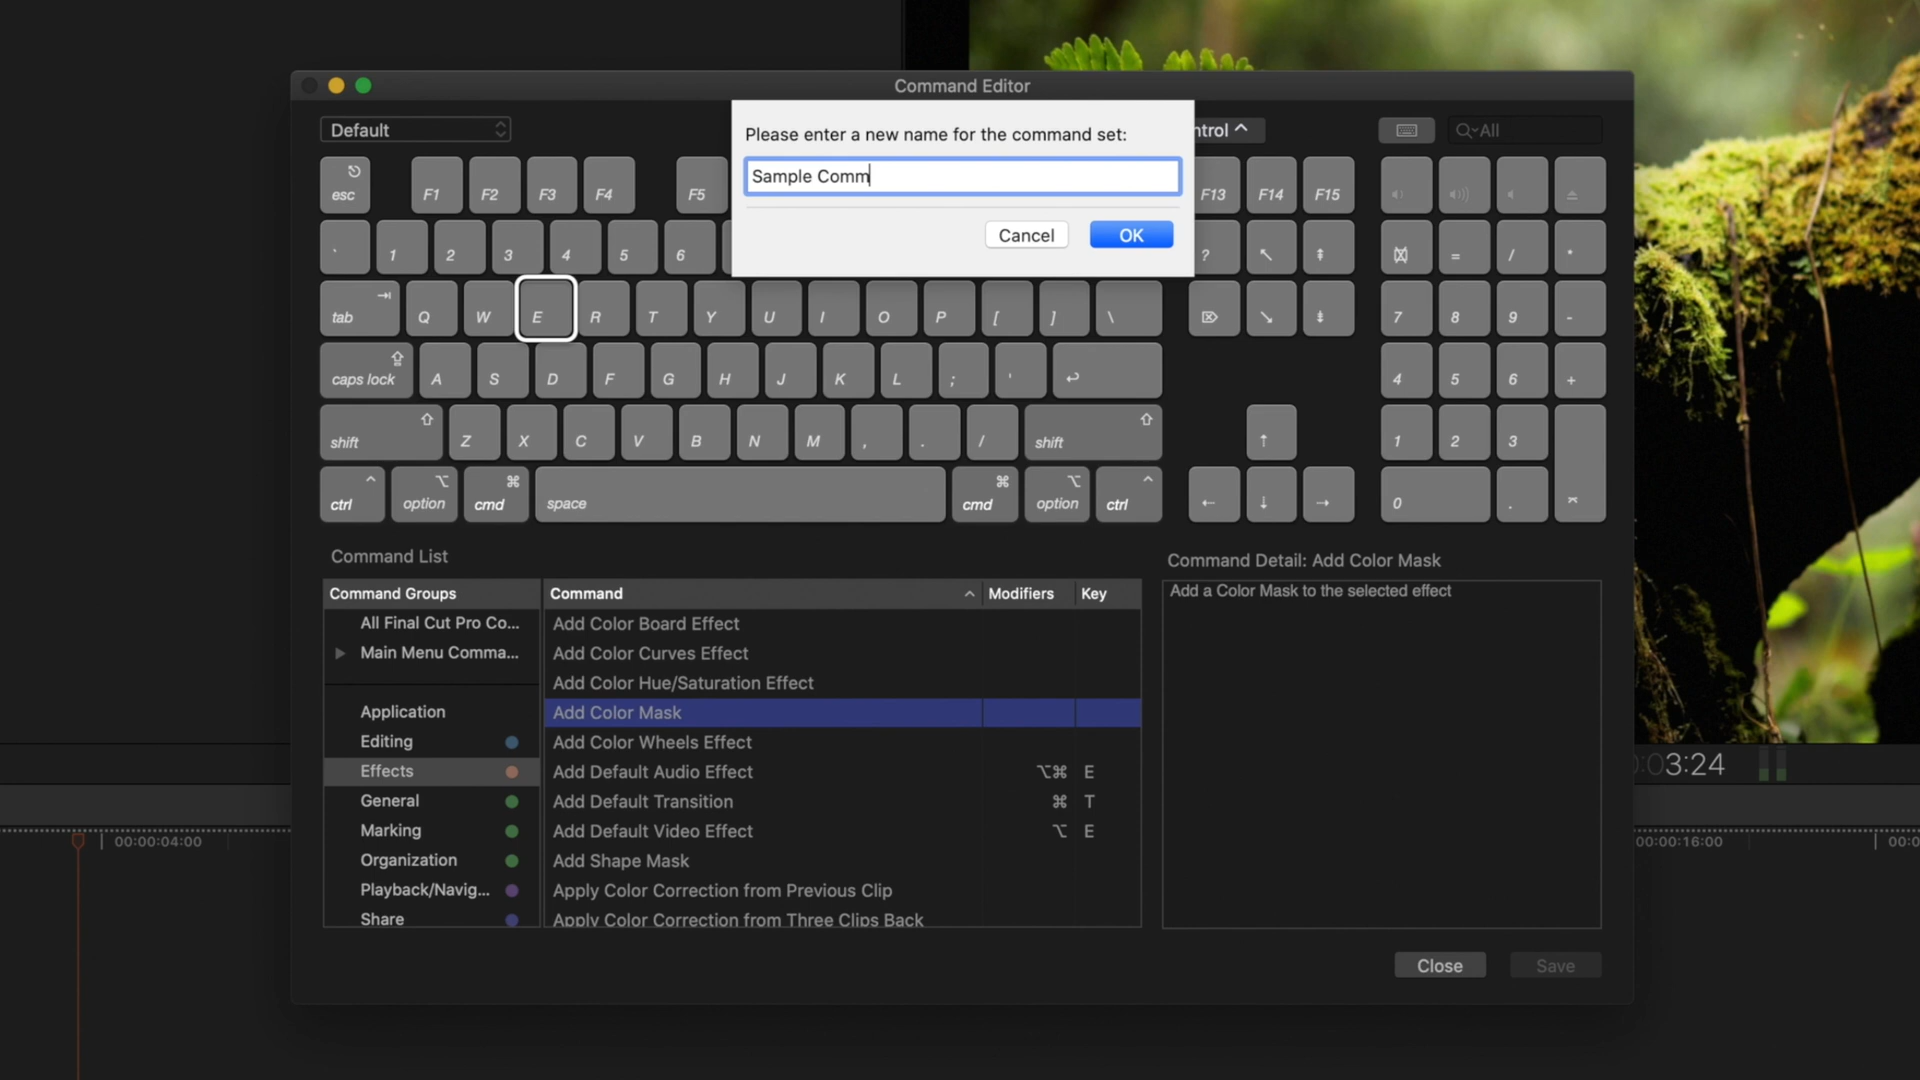 Command Editor
Default
Please enter a new name for the command set:
Sample Comm
Cancel OK
ntrol ^
All
esc F1 F2 F3 F4 F5 F13 F14 F15
` 1 2 3 4 5 6 ? = / *
tab Q W E R T Y U I O P [ ] \ 7 8 9 -
caps lock A S D F G H J K L ; ' 4 5 6 +
shift Z X C V B N M , . / shift 1 2 3
ctrl option cmd space cmd option ctrl 0 .
Command List
Command Detail: Add Color Mask
Command Groups
All Final Cut Pro Co...
Main Menu Comma...
Application
Editing
Effects
General
Marking
Organization
Playback/Navig...
Share
Command Modifiers Key
Add Color Board Effect
Add Color Curves Effect
Add Color Hue/Saturation Effect
Add Color Mask
Add Color Wheels Effect
Add Default Audio Effect ⌥⌘ E
Add Default Transition ⌘ T
Add Default Video Effect ⌥ E
Add Shape Mask
Apply Color Correction from Previous Clip
Apply Color Correction from Three Clips Back
Add a Color Mask to the selected effect
Close Save
:03:24
00:00:04:00
00:00:16:00
00:0